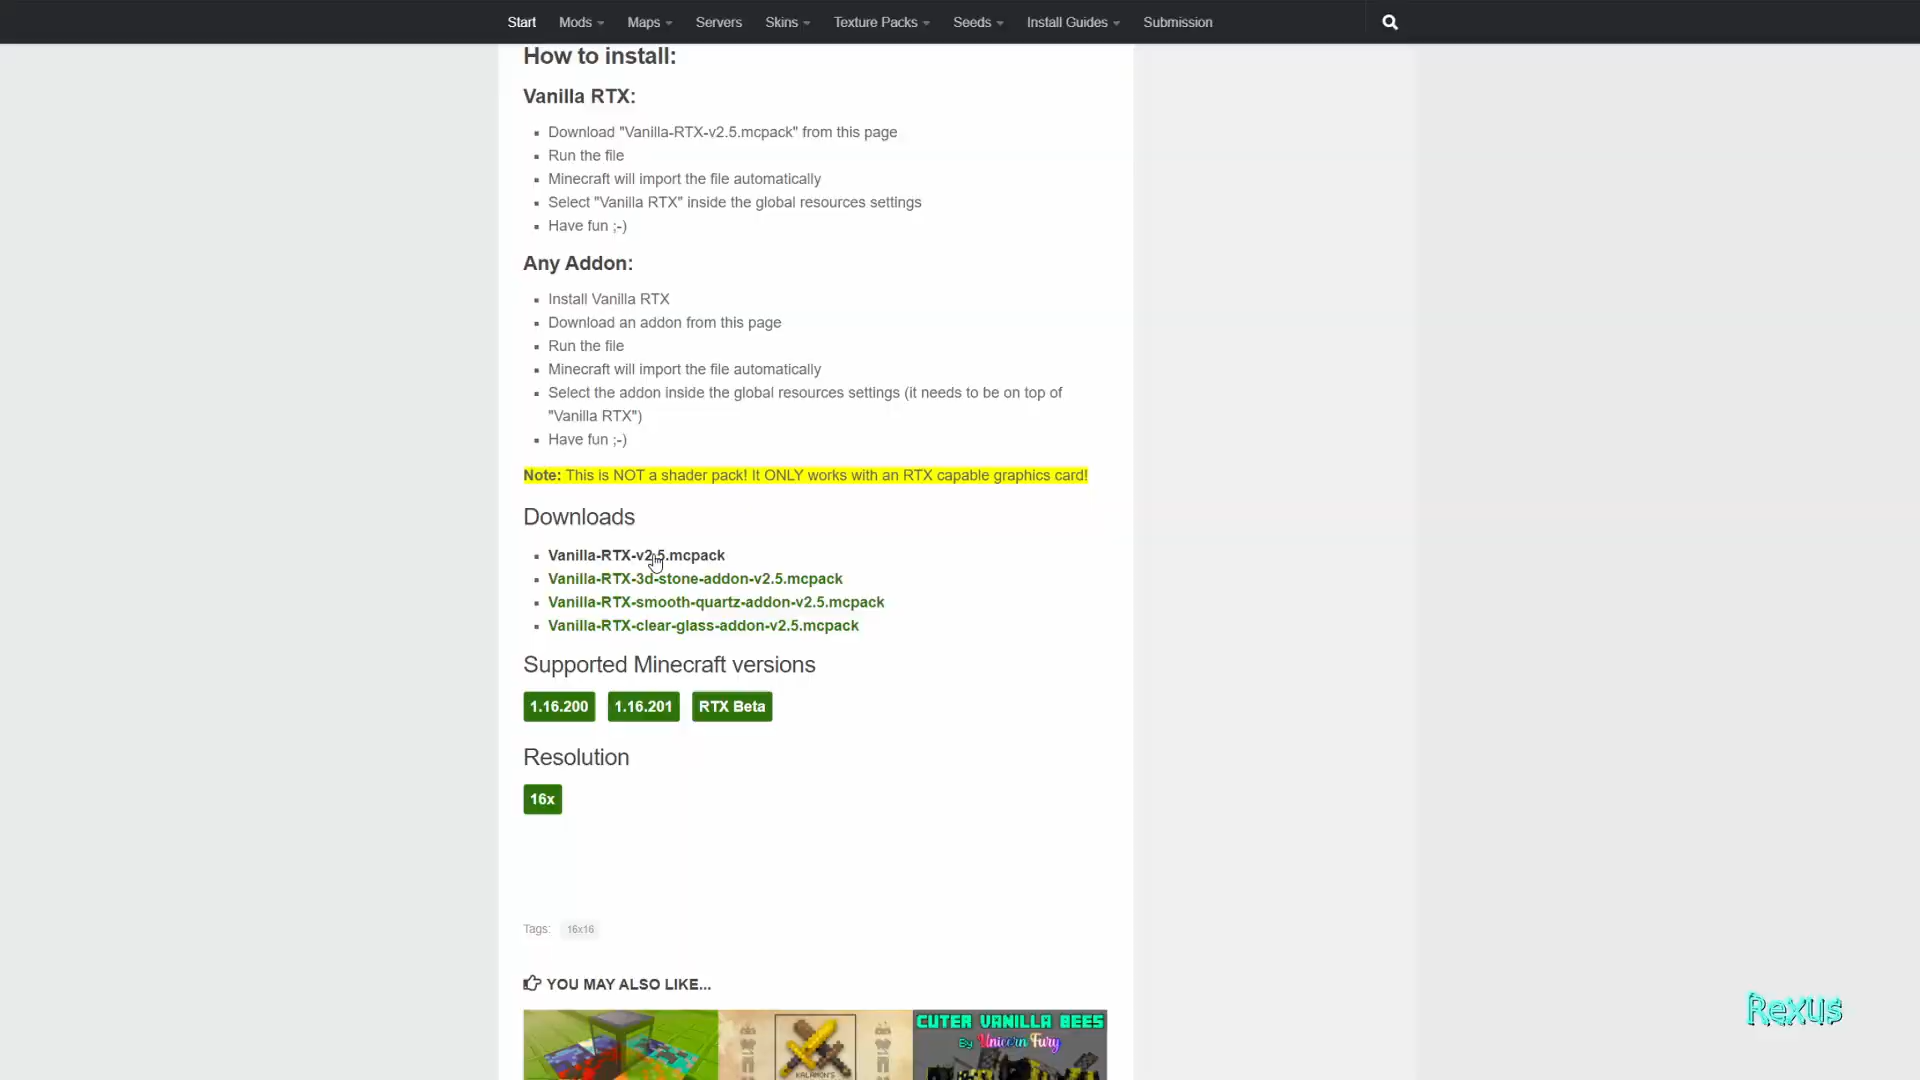 Start Mods Maps Servers Skins Texture Packs Seeds Install Guides Submission
How to install:
Vanilla RTX:
Download "Vanilla-RTX-v2.5.mcpack" from this page
Run the file
Minecraft will import the file automatically
Select "Vanilla RTX" inside the global resources settings
Have fun ;-)
Any Addon:
Install Vanilla RTX
Download an addon from this page
Run the file
Minecraft will import the file automatically
Select the addon inside the global resources settings (it needs to be on top of
"Vanilla RTX")
Have fun ;-)
Note: This is NOT a shader pack! It ONLY works with an RTX capable graphics card!
Downloads
Vanilla-RTX-v2.5.mcpack
Vanilla-RTX-3d-stone-addon-v2.5.mcpack
Vanilla-RTX-smooth-quartz-addon-v2.5.mcpack
Vanilla-RTX-clear-glass-addon-v2.5.mcpack
Supported Minecraft versions
1.16.200 1.16.201 RTX Beta
Resolution
16x
Tags: 16x16
YOU MAY ALSO LIKE...
CUTER VANILLA BEES
By Unicorn Fury
KALAMON'S
Rexus